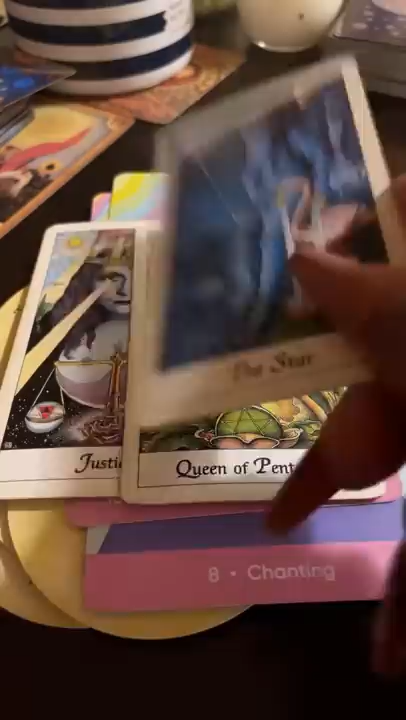 The Star
Justi
Queen of Pent
8 • Chanting